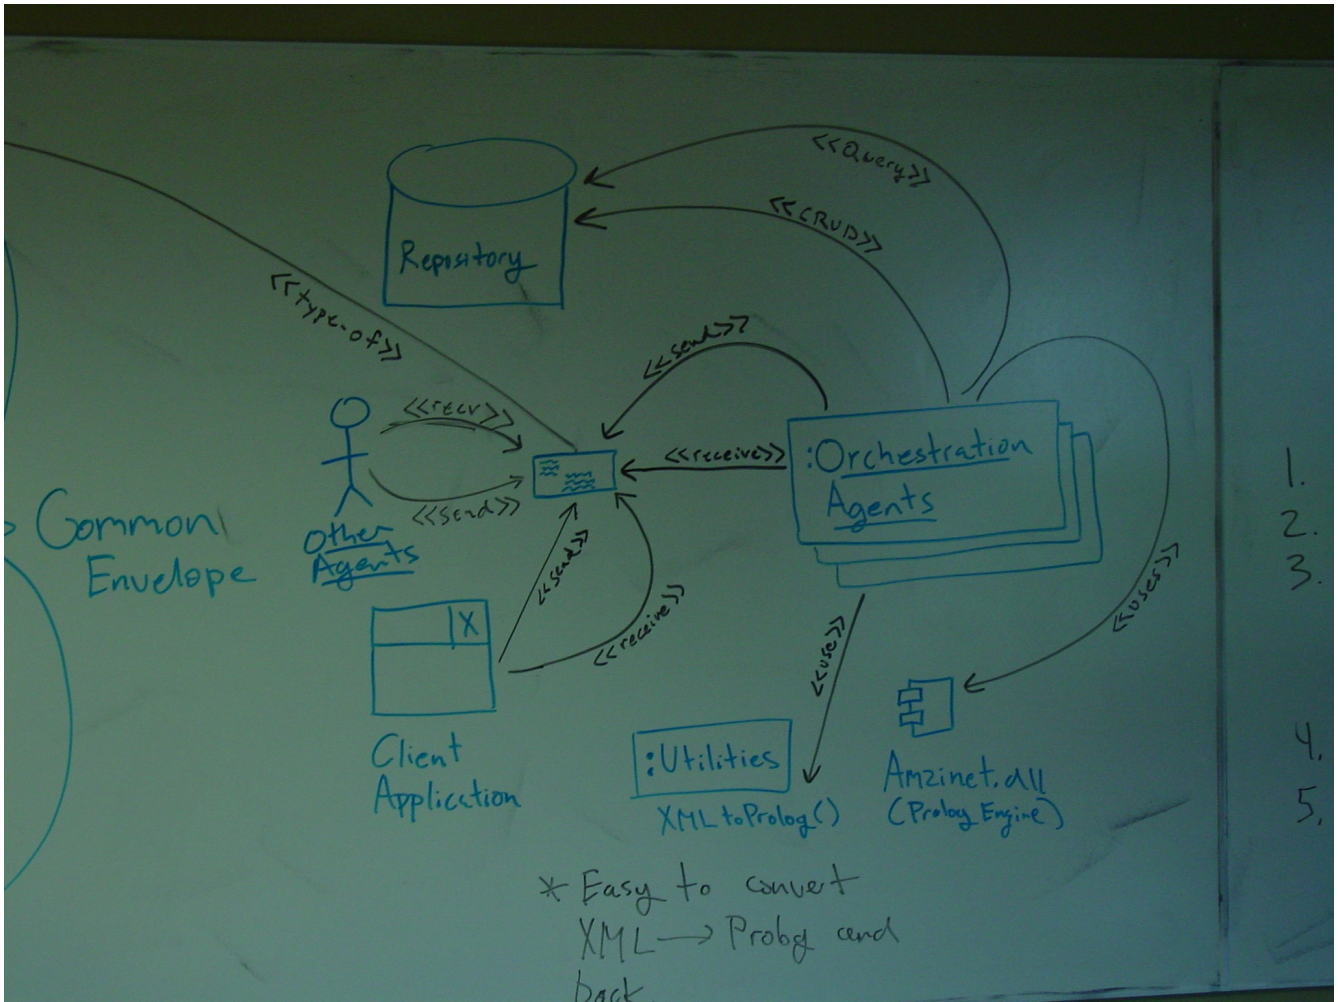 <<Query>>
<<CRUD>>
Repository
<<type-of>>
<<send>>
<<recv>>
<<receive>>
:Orchestration
Agents
<<send>>
Other
Agents
Common
Envelope
1.
2.
3.
<<send>>
<<receive>>
<<uses>>
<<use>>
X
Client
Application
:Utilities
XMLtoProlog()
Amzinet.dll
(Prolog Engine)
4.
5.
* Easy to convert
XML → Prolog and
back